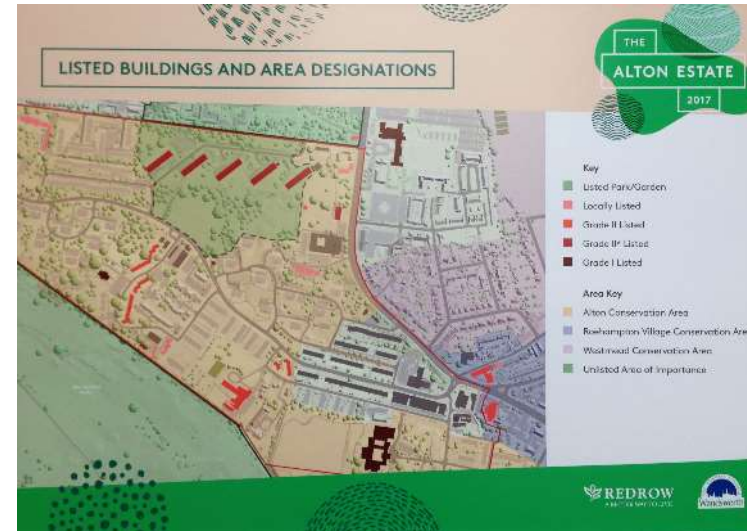 LISTED BUILDINGS AND AREA DESIGNATIONS
THE
ALTON ESTATE
2017
Key
Listed Park/Garden
Locally Listed
Grade II Listed
Grade II* Listed
Grade I Listed
Area Key
Alton Conservation Area
Roehampton Village Conservation Are
Westmead Conservation Area
Unlisted Area of Importance
REDROW
Wandsworth